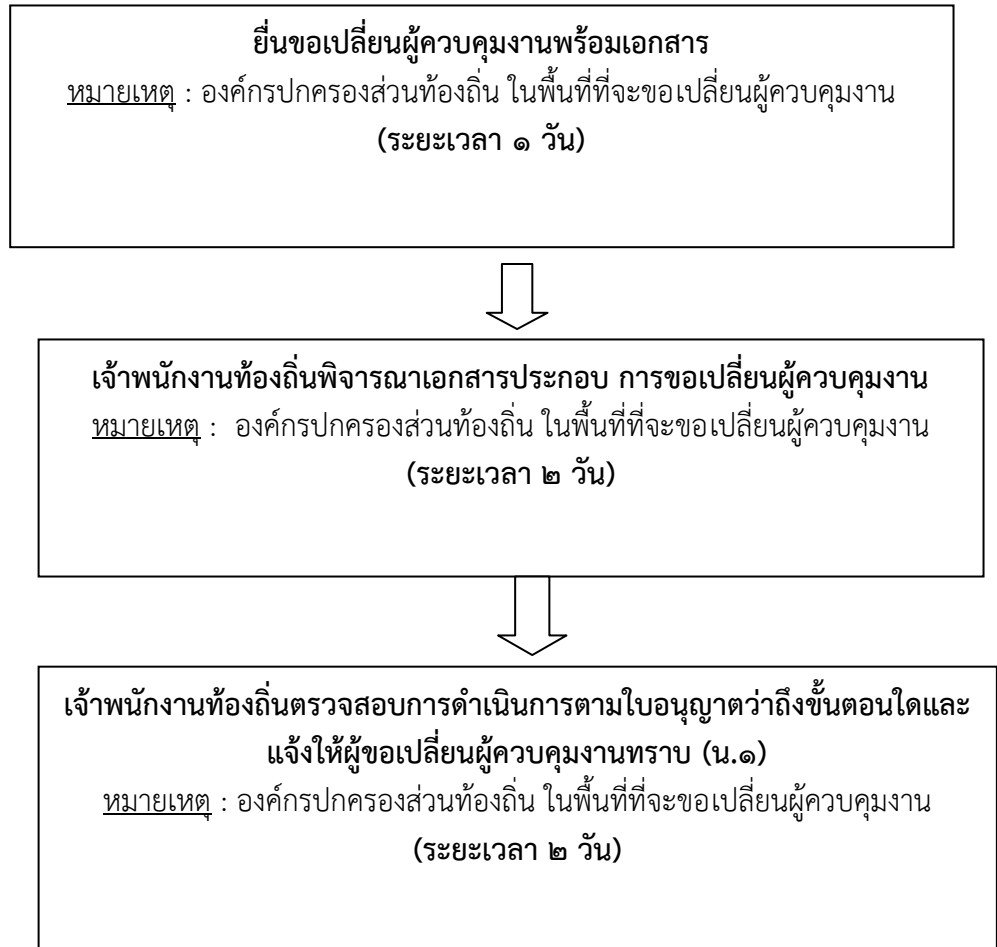 ยื่นขอเปลี่ยนผู้ควบคุมงานพร้อมเอกสาร
หมายเหตุ : องค์กรปกครองส่วนท้องถิ่น ในพื้นที่ที่จะขอเปลี่ยนผู้ควบคุมงาน
(ระยะเวลา ๑ วัน)
เจ้าพนักงานท้องถิ่นพิจารณาเอกสารประกอบ การขอเปลี่ยนผู้ควบคุมงาน
หมายเหตุ : องค์กรปกครองส่วนท้องถิ่น ในพื้นที่ที่จะขอเปลี่ยนผู้ควบคุมงาน
(ระยะเวลา ๒ วัน)
เจ้าพนักงานท้องถิ่นตรวจสอบการดำเนินการตามใบอนุญาตว่าถึงขั้นตอนใดและ
แจ้งให้ผู้ขอเปลี่ยนผู้ควบคุมงานทราบ (น.๑)
หมายเหตุ : องค์กรปกครองส่วนท้องถิ่น ในพื้นที่ที่จะขอเปลี่ยนผู้ควบคุมงาน
(ระยะเวลา ๒ วัน)